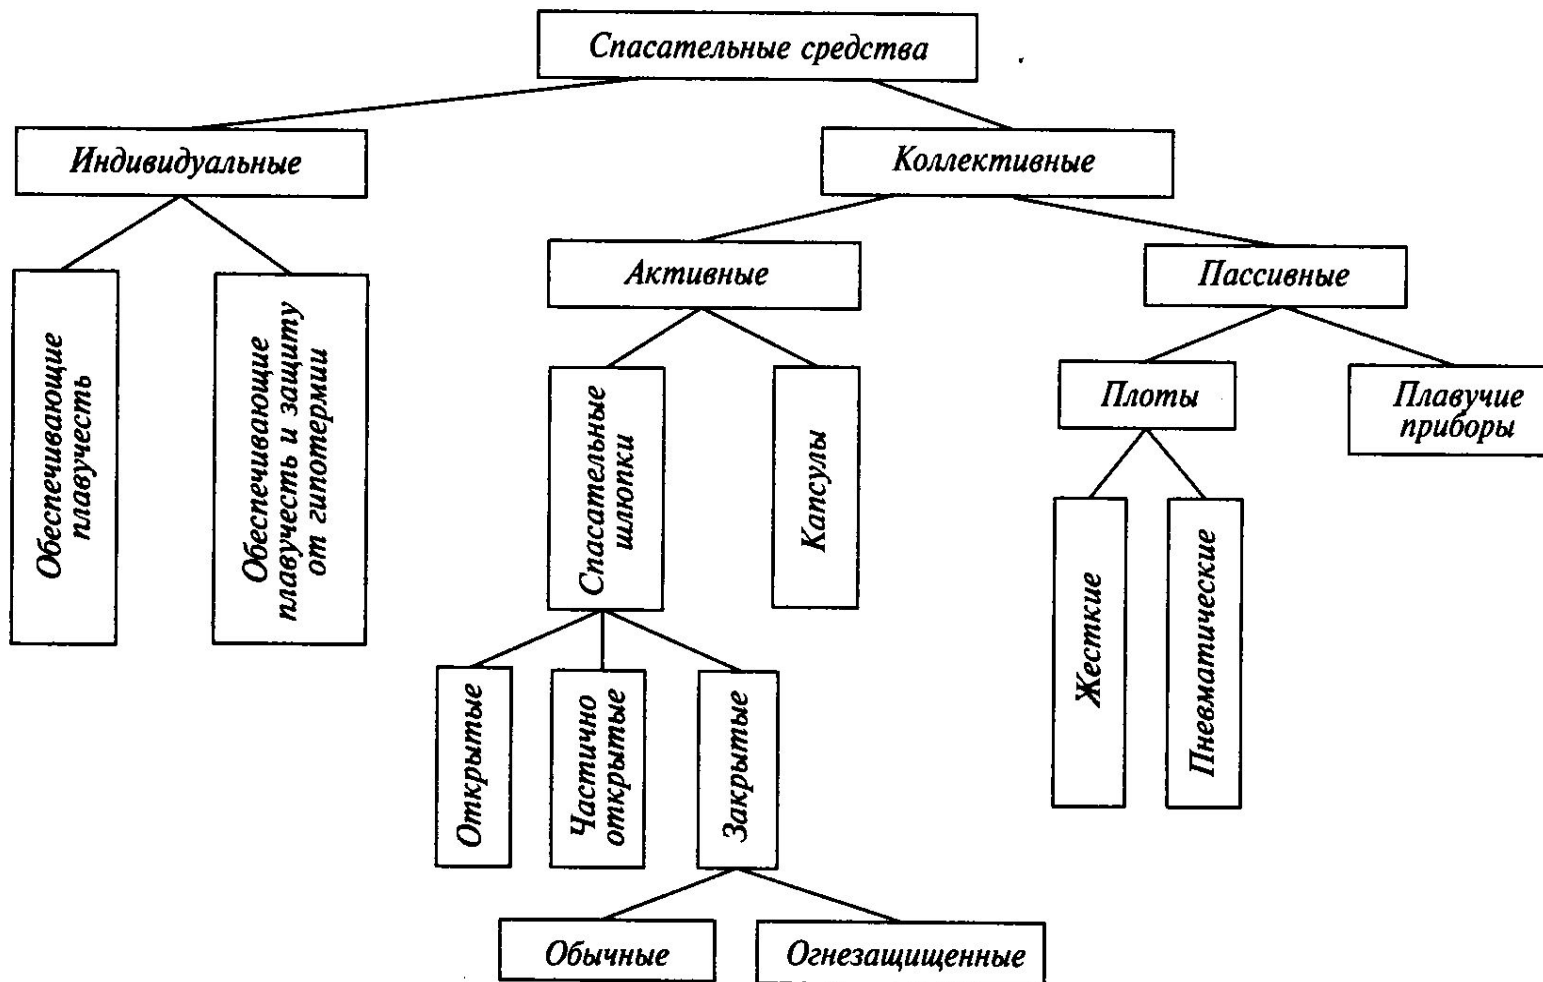 Спасательные средства
Индивидуальные
Коллективные
Активные
Пассивные
Обеспечивающие
плавучесть
Обеспечивающие
плавучесть и защиту
от гипотермии
Спасательные
шлюпки
Капсулы
Плоты
Плавучие
приборы
Открытые
Частично
открытые
Закрытые
Жесткие
Пневматические
Обычные
Огнезащищенные